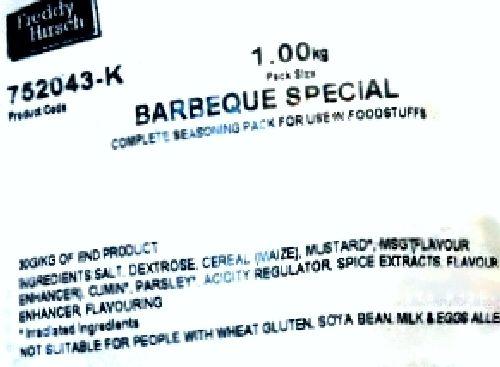 Freddy
Hirsch
1.00kg
Pack Size
752043-K
Product Code
BARBEQUE SPECIAL
COMPLETE SEASONING PACK FOR USE IN FOODSTUFFS
30G/KG OF END PRODUCT
INGREDIENTS SALT, DEXTROSE, CEREAL (MAIZE), MUSTARD*, MSG (FLAVOUR
ENHANCER), CUMIN*, PARSLEY*, ACIDITY REGULATOR, SPICE EXTRACTS, FLAVOUR
ENHANCER, FLAVOURING
* Irradiated Ingredients
NOT SUITABLE FOR PEOPLE WITH WHEAT GLUTEN, SOYA BEAN, MILK & EGGS ALLE